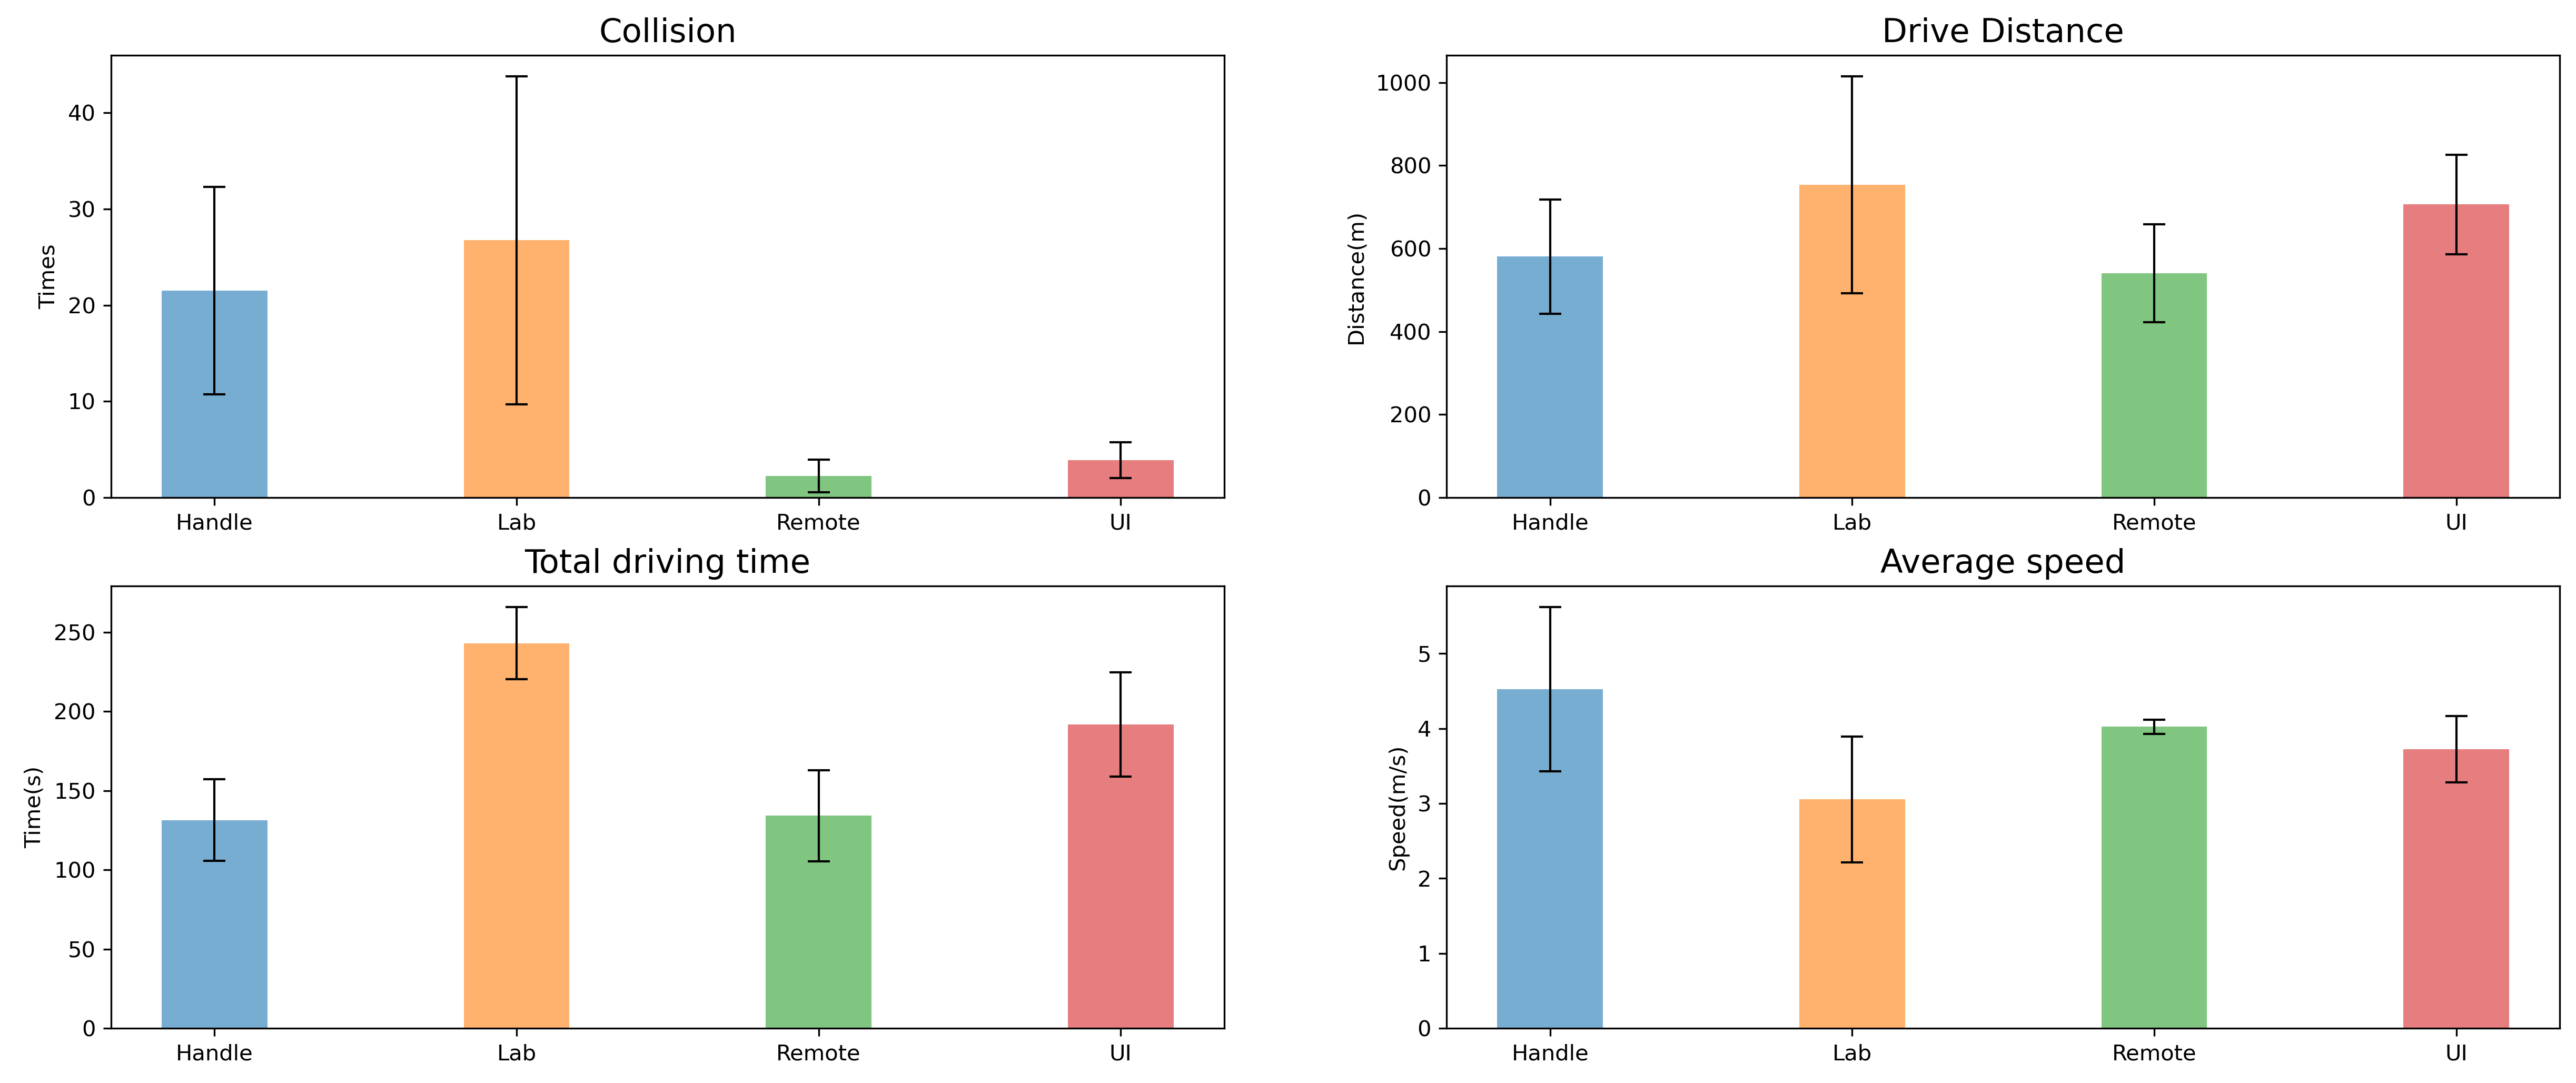 Collision
Times
40
30
20
10
0
Handle Lab Remote UI
Drive Distance
Distance(m)
1000
800
600
400
200
0
Handle Lab Remote UI
Total driving time
Time(s)
250
200
150
100
50
0
Handle Lab Remote UI
Average speed
Speed(m/s)
5
4
3
2
1
0
Handle Lab Remote UI